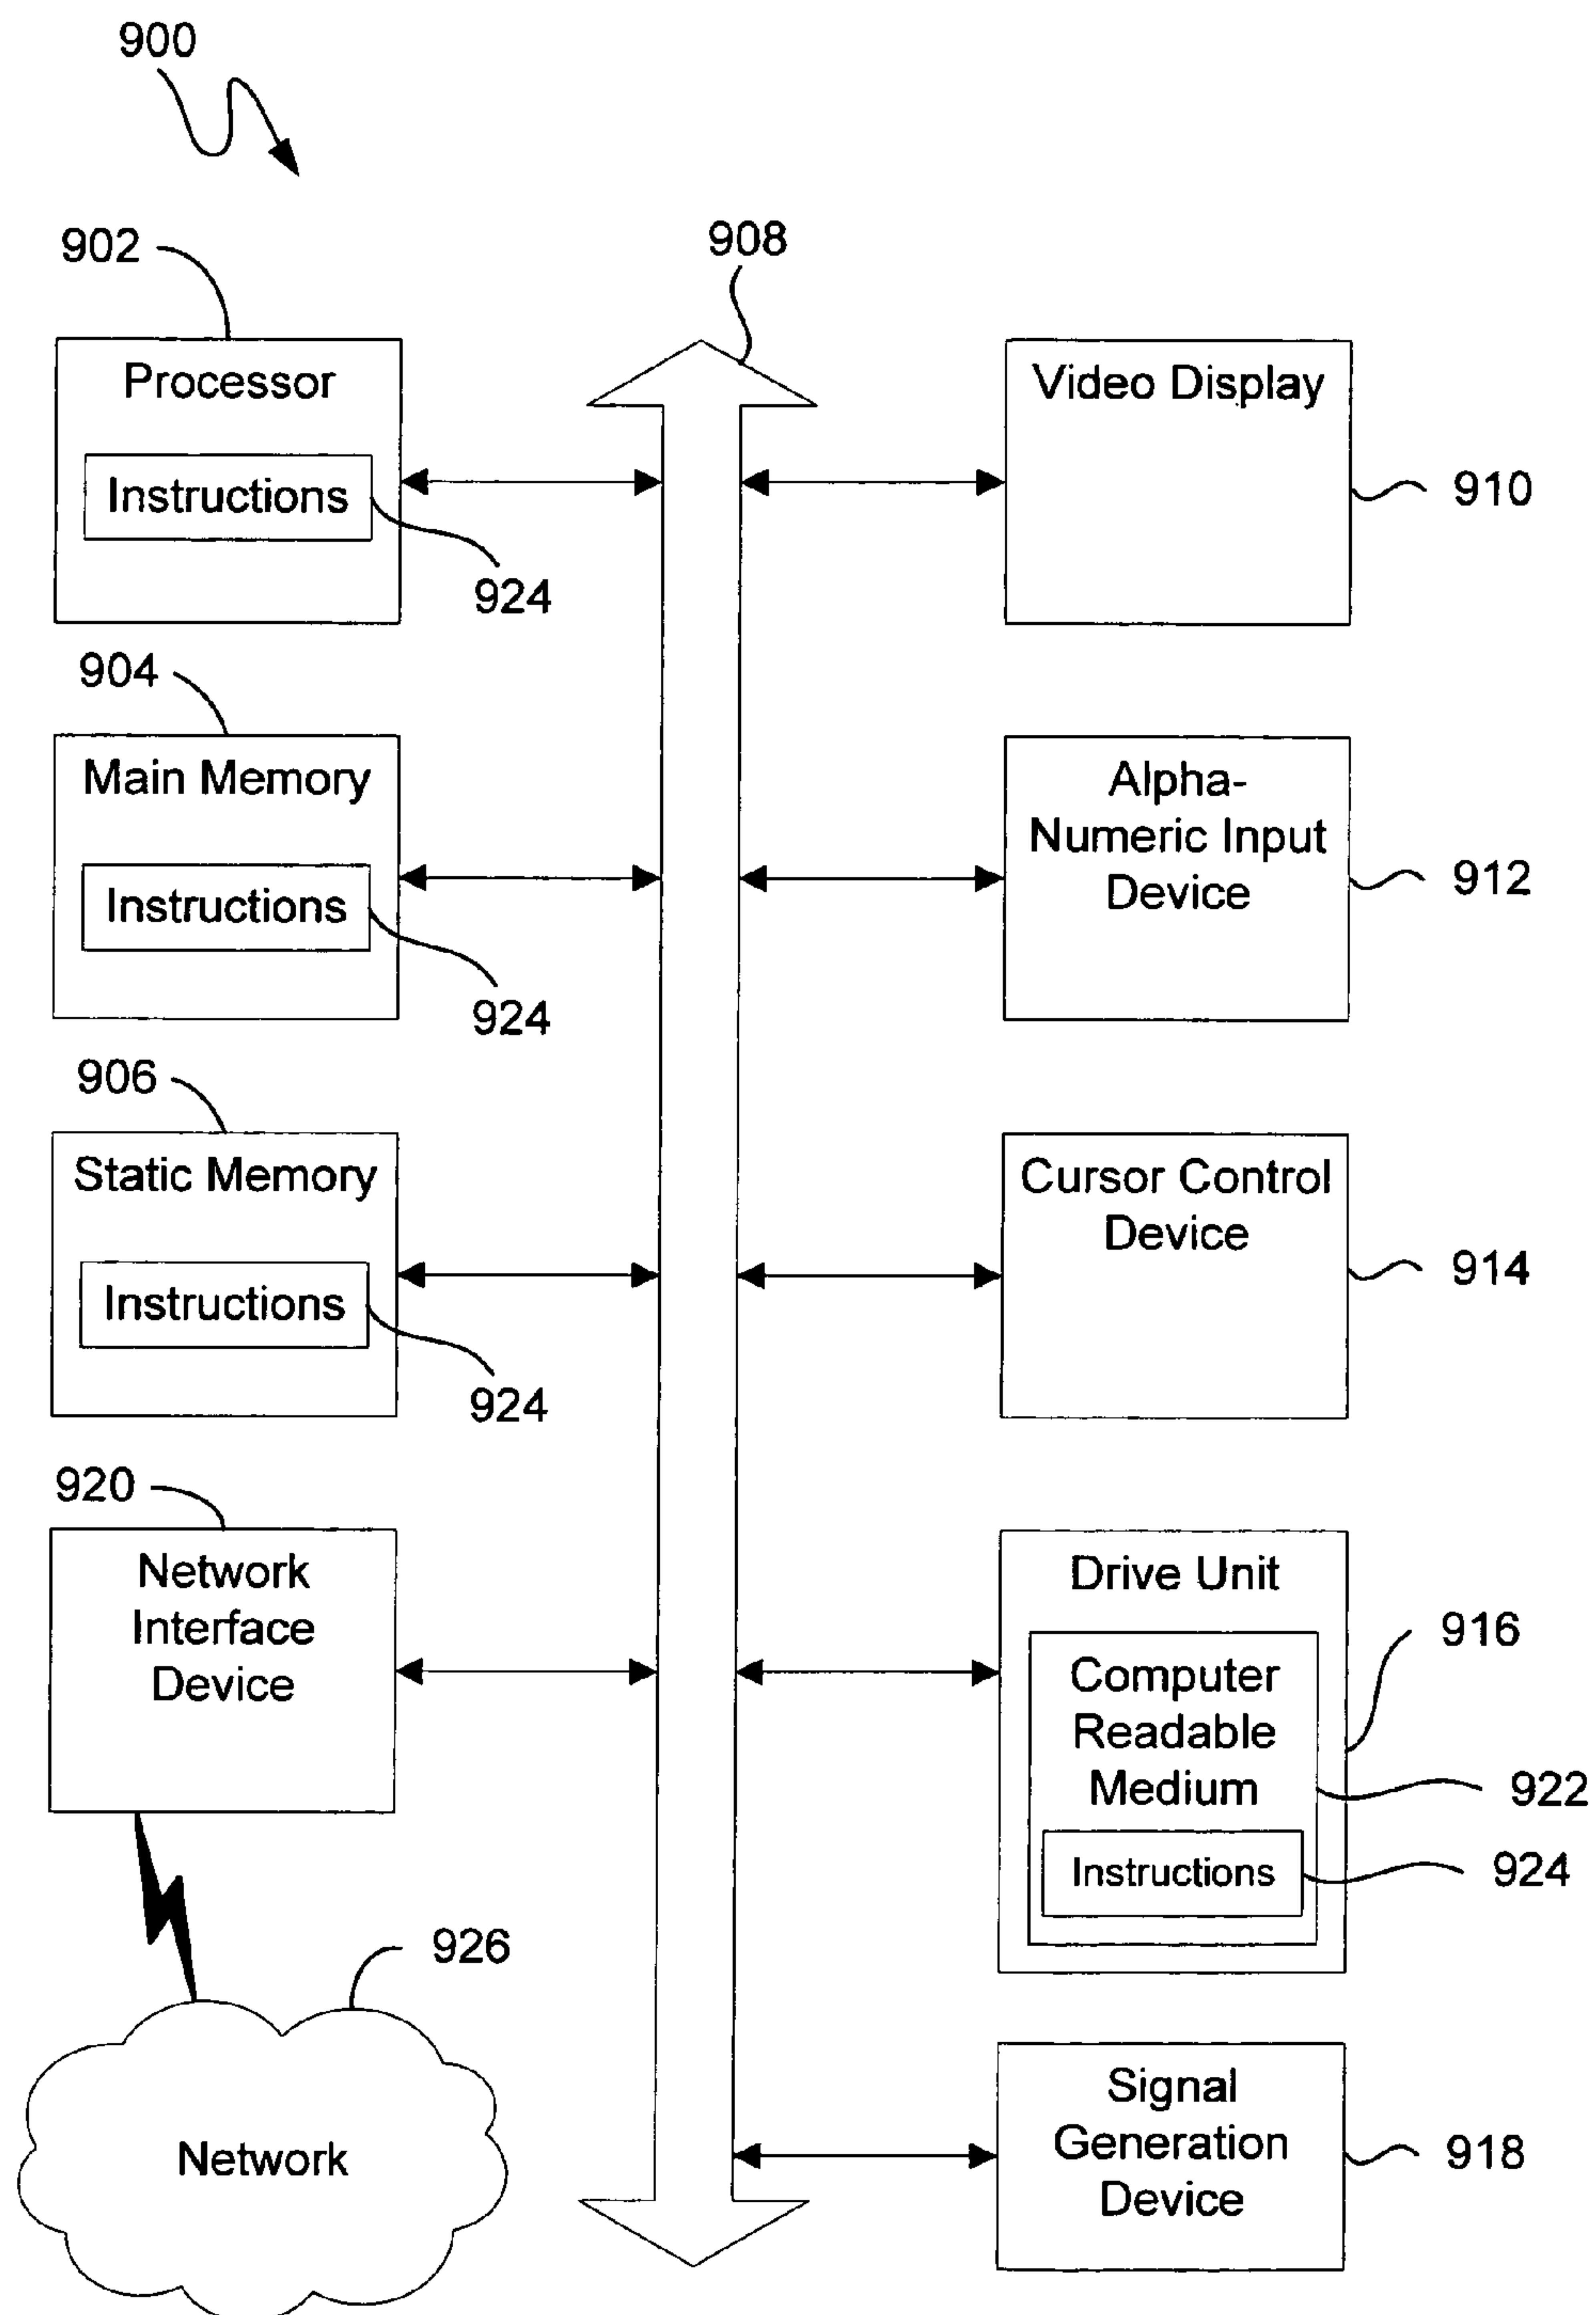 900
902
908
Processor
Instructions
924
Video Display
910
904
Main Memory
Instructions
924
Alpha-
Numeric Input
Device
912
906
Static Memory
Instructions
924
Cursor Control
Device
914
920
Network
Interface
Device
Drive Unit
916
Computer
Readable
Medium
922
Instructions
924
926
Network
Signal
Generation
Device
918